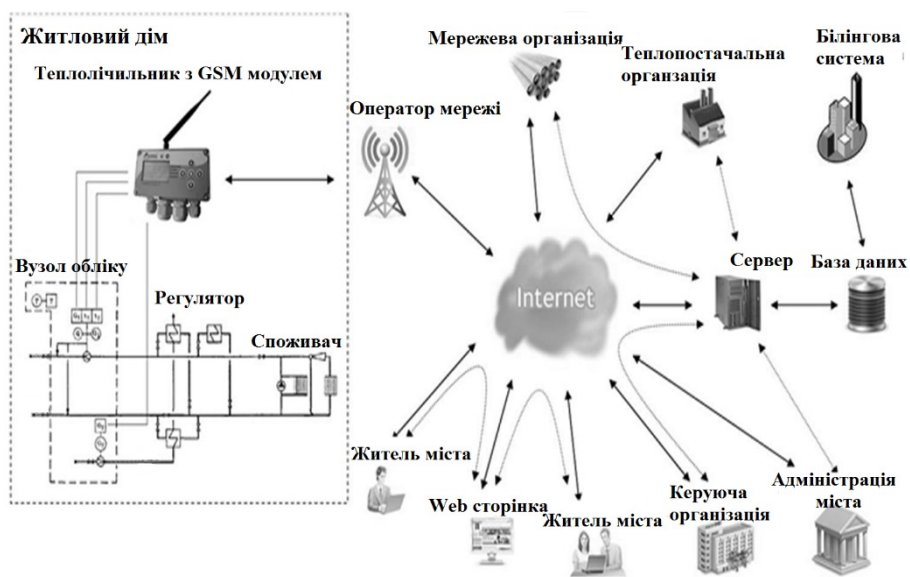 Житловий дім
Теплолічильник з GSM модулем
Оператор мережі
Мережева організація
Теплопостачальна
органзація
Білінгова
система
Вузол обліку
Регулятор
Споживач
Internet
Сервер
База даних
Житель міста
Web сторінка
Житель міста
Керуюча
організація
Адміністрація
міста